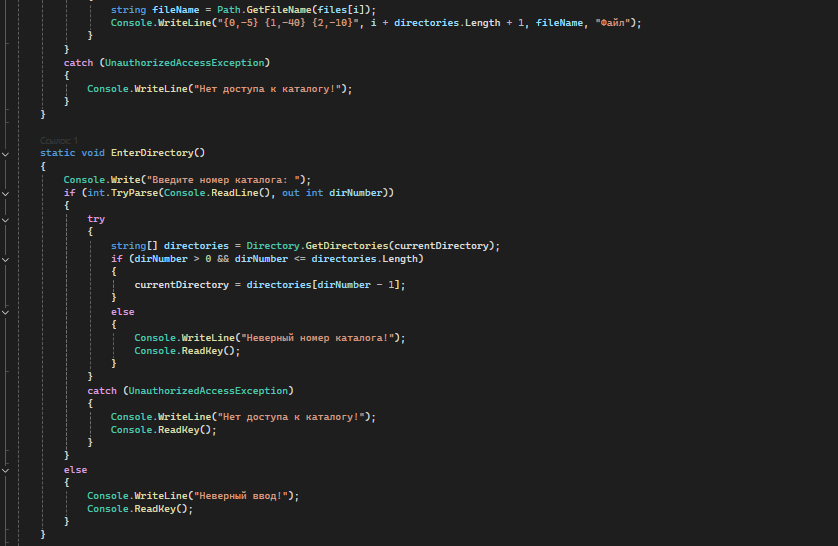 string fileName = Path.GetFileName(files[i]);
Console.WriteLine("{0,-5} {1,-40} {2,-10}", i + directories.Length + 1, fileName, "Файл");
}
}
catch (UnauthorizedAccessException)
{
Console.WriteLine("Нет доступа к каталогу!");
}
}
Ссылок: 1
static void EnterDirectory()
{
Console.Write("Введите номер каталога: ");
if (int.TryParse(Console.ReadLine(), out int dirNumber))
{
try
{
string[] directories = Directory.GetDirectories(currentDirectory);
if (dirNumber > 0 && dirNumber <= directories.Length)
{
currentDirectory = directories[dirNumber - 1];
}
else
{
Console.WriteLine("Неверный номер каталога!");
Console.ReadKey();
}
}
catch (UnauthorizedAccessException)
{
Console.WriteLine("Нет доступа к каталогу!");
Console.ReadKey();
}
}
else
{
Console.WriteLine("Неверный ввод!");
Console.ReadKey();
}
}